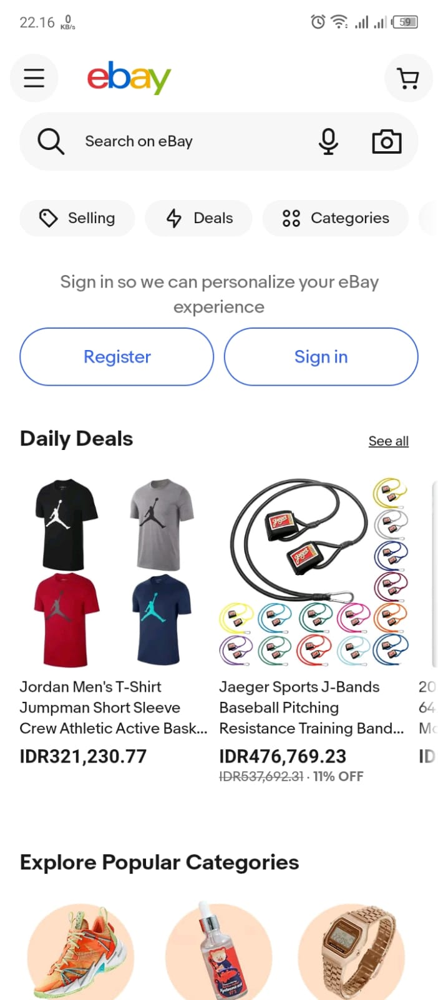 22.16 0 KB/s 59
ebay
Search on eBay
Selling Deals Categories
Sign in so we can personalize your eBay
experience
Register Sign in
Daily Deals See all
Jordan Men's T-Shirt
Jumpman Short Sleeve
Crew Athletic Active Bask...
IDR321,230.77
Jaeger Sports J-Bands
Baseball Pitching
Resistance Training Band...
IDR476,769.23
IDR537,692.31 · 11% OFF
20
64
Mo
ID
Explore Popular Categories